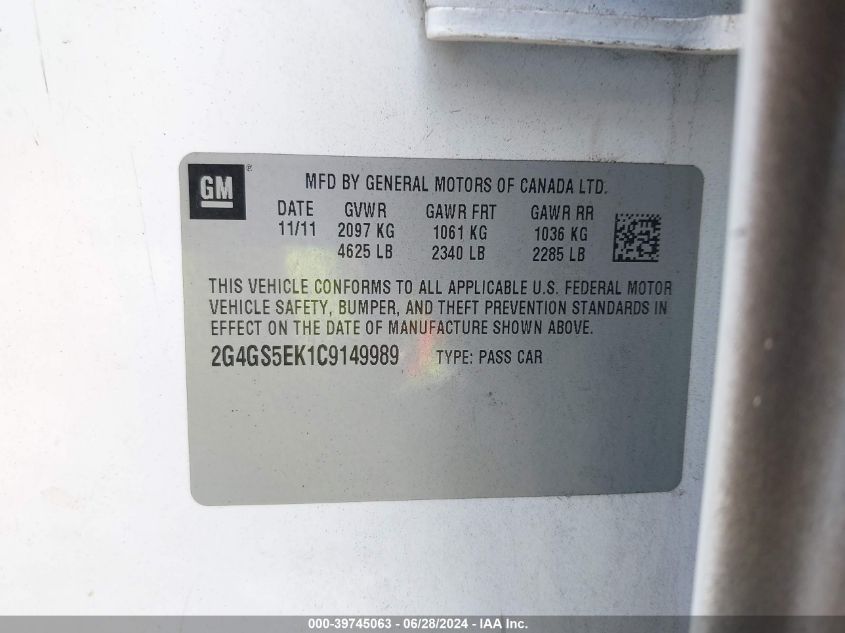 GM ®
MFD BY GENERAL MOTORS OF CANADA LTD.
DATE GVWR GAWR FRT GAWR RR
11/11 2097 KG 1061 KG 1036 KG
4625 LB 2340 LB 2285 LB
THIS VEHICLE CONFORMS TO ALL APPLICABLE U.S. FEDERAL MOTOR
VEHICLE SAFETY, BUMPER, AND THEFT PREVENTION STANDARDS IN
EFFECT ON THE DATE OF MANUFACTURE SHOWN ABOVE.
2G4GS5EK1C9149989 TYPE: PASS CAR
000-39745063 / 06/28/2024 - IAA Inc.